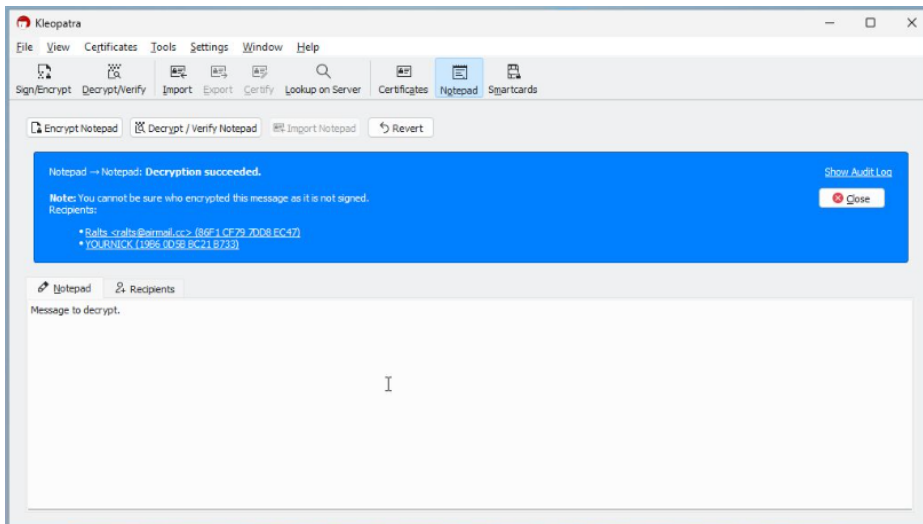 Kleopatra
File View Certificates Tools Settings Window Help
Sign/Encrypt Decrypt/Verify Import Export Certify Lookup on Server Certificates Notepad Smartcards
Encrypt Notepad Decrypt / Verify Notepad Import Notepad Revert
Notepad → Notepad: Decryption succeeded. Show Audit Log
Note: You cannot be sure who encrypted this message as it is not signed. Close
Recipients:
• Ralts <ralts@airmail.cc> (86F1 CF79 7DD8 EC47)
• YOURNICK (19B6 0D5B BC21 B733)
Notepad Recipients
Message to decrypt.